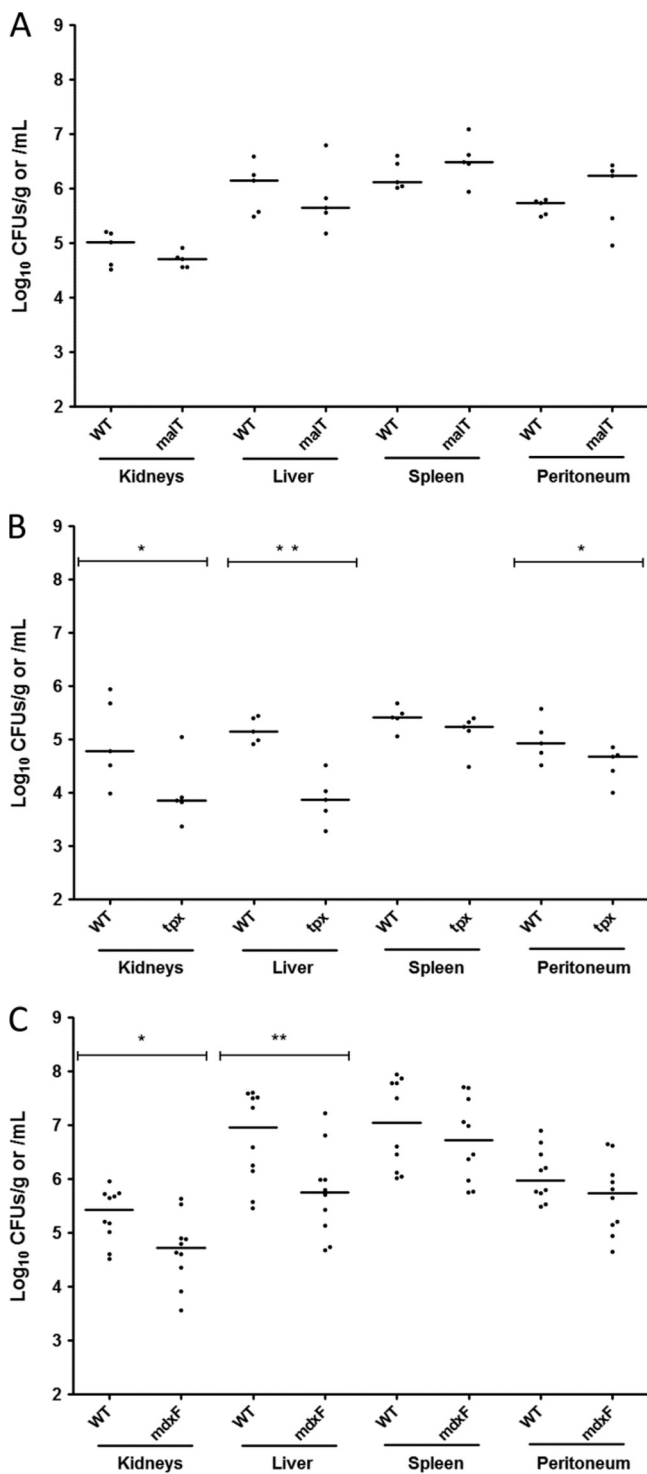 A
9
8
7
6
5
4
3
2
Log10 CFUs/g or /mL
WT malT WT malT WT malT WT malT
Kidneys Liver Spleen Peritoneum
B
9
8
7
6
5
4
3
2
Log10 CFUs/g or /mL
* * * *
WT tpx WT tpx WT tpx WT tpx
Kidneys Liver Spleen Peritoneum
C
9
8
7
6
5
4
3
2
Log10 CFUs/g or /mL
* **
WT mdxF WT mdxF WT mdxF WT mdxF
Kidneys Liver Spleen Peritoneum